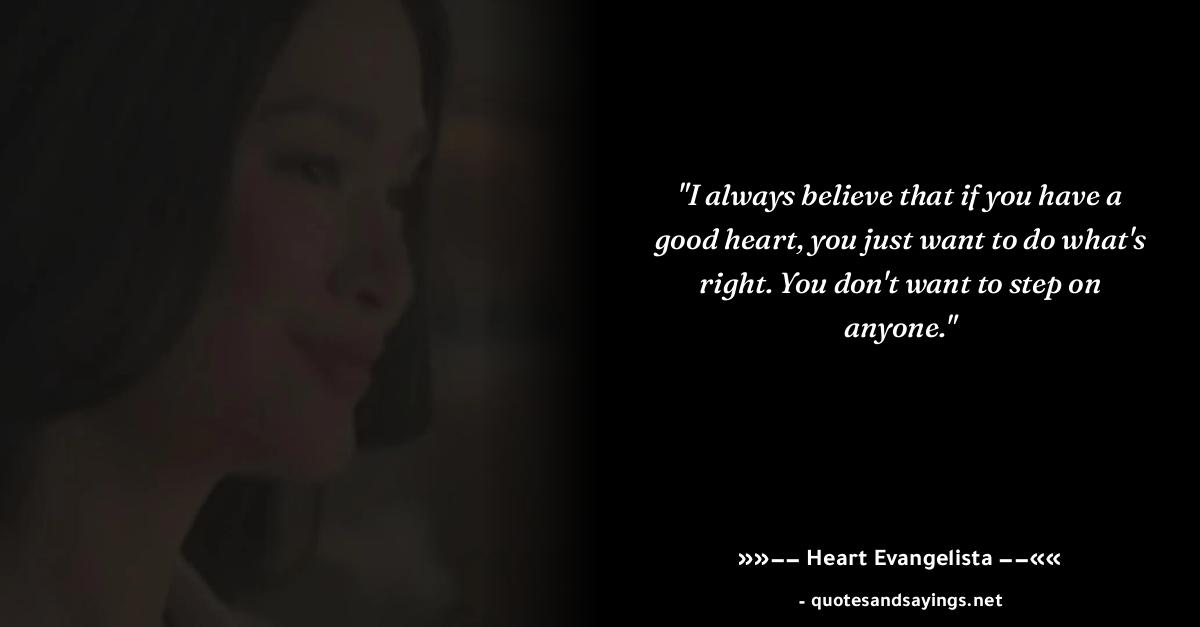 "I always believe that if you have a
good heart, you just want to do what's
right. You don't want to step on
anyone."
»»–– Heart Evangelista ––««
- quotesandsayings.net